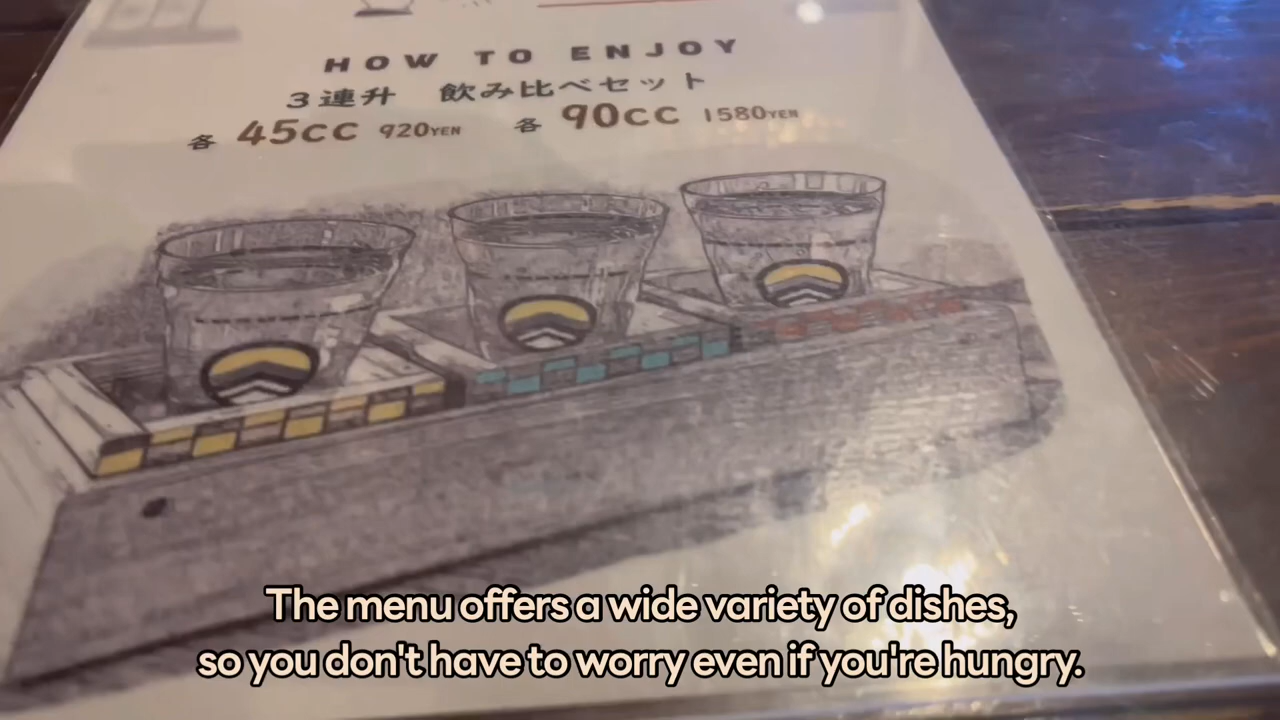 HOW TO ENJOY
3連升 飲み比べセット
各 45CC 920YEN 各 90CC 1580YEN
The menu offers a wide variety of dishes,
so you don't have to worry even if you're hungry.